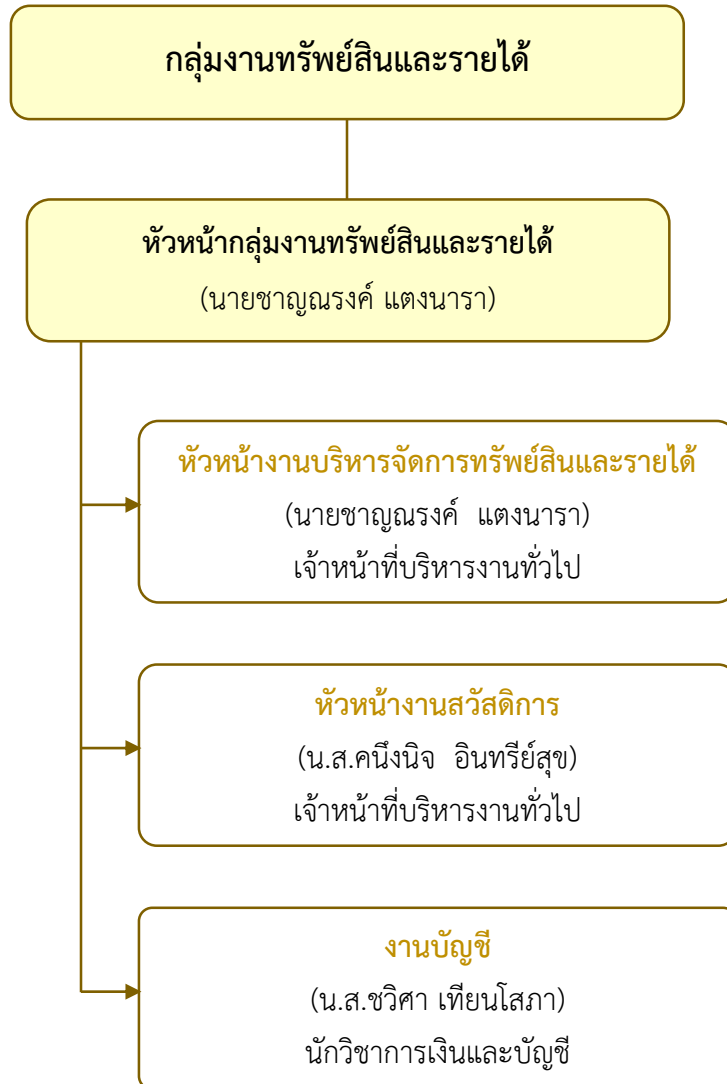 กลุ่มงานทรัพย์สินและรายได้
หัวหน้ากลุ่มงานทรัพย์สินและรายได้
(นายชาญณรงค์ แตงนารา)
หัวหน้างานบริหารจัดการทรัพย์สินและรายได้
(นายชาญณรงค์  แตงนารา)
เจ้าหน้าที่บริหารงานทั่วไป
หัวหน้างานสวัสดิการ
(น.ส.คนึงนิจ  อินทรีย์สุข)
เจ้าหน้าที่บริหารงานทั่วไป
งานบัญชี
(น.ส.ชวิศา เทียนโสภา)
นักวิชาการเงินและบัญชี